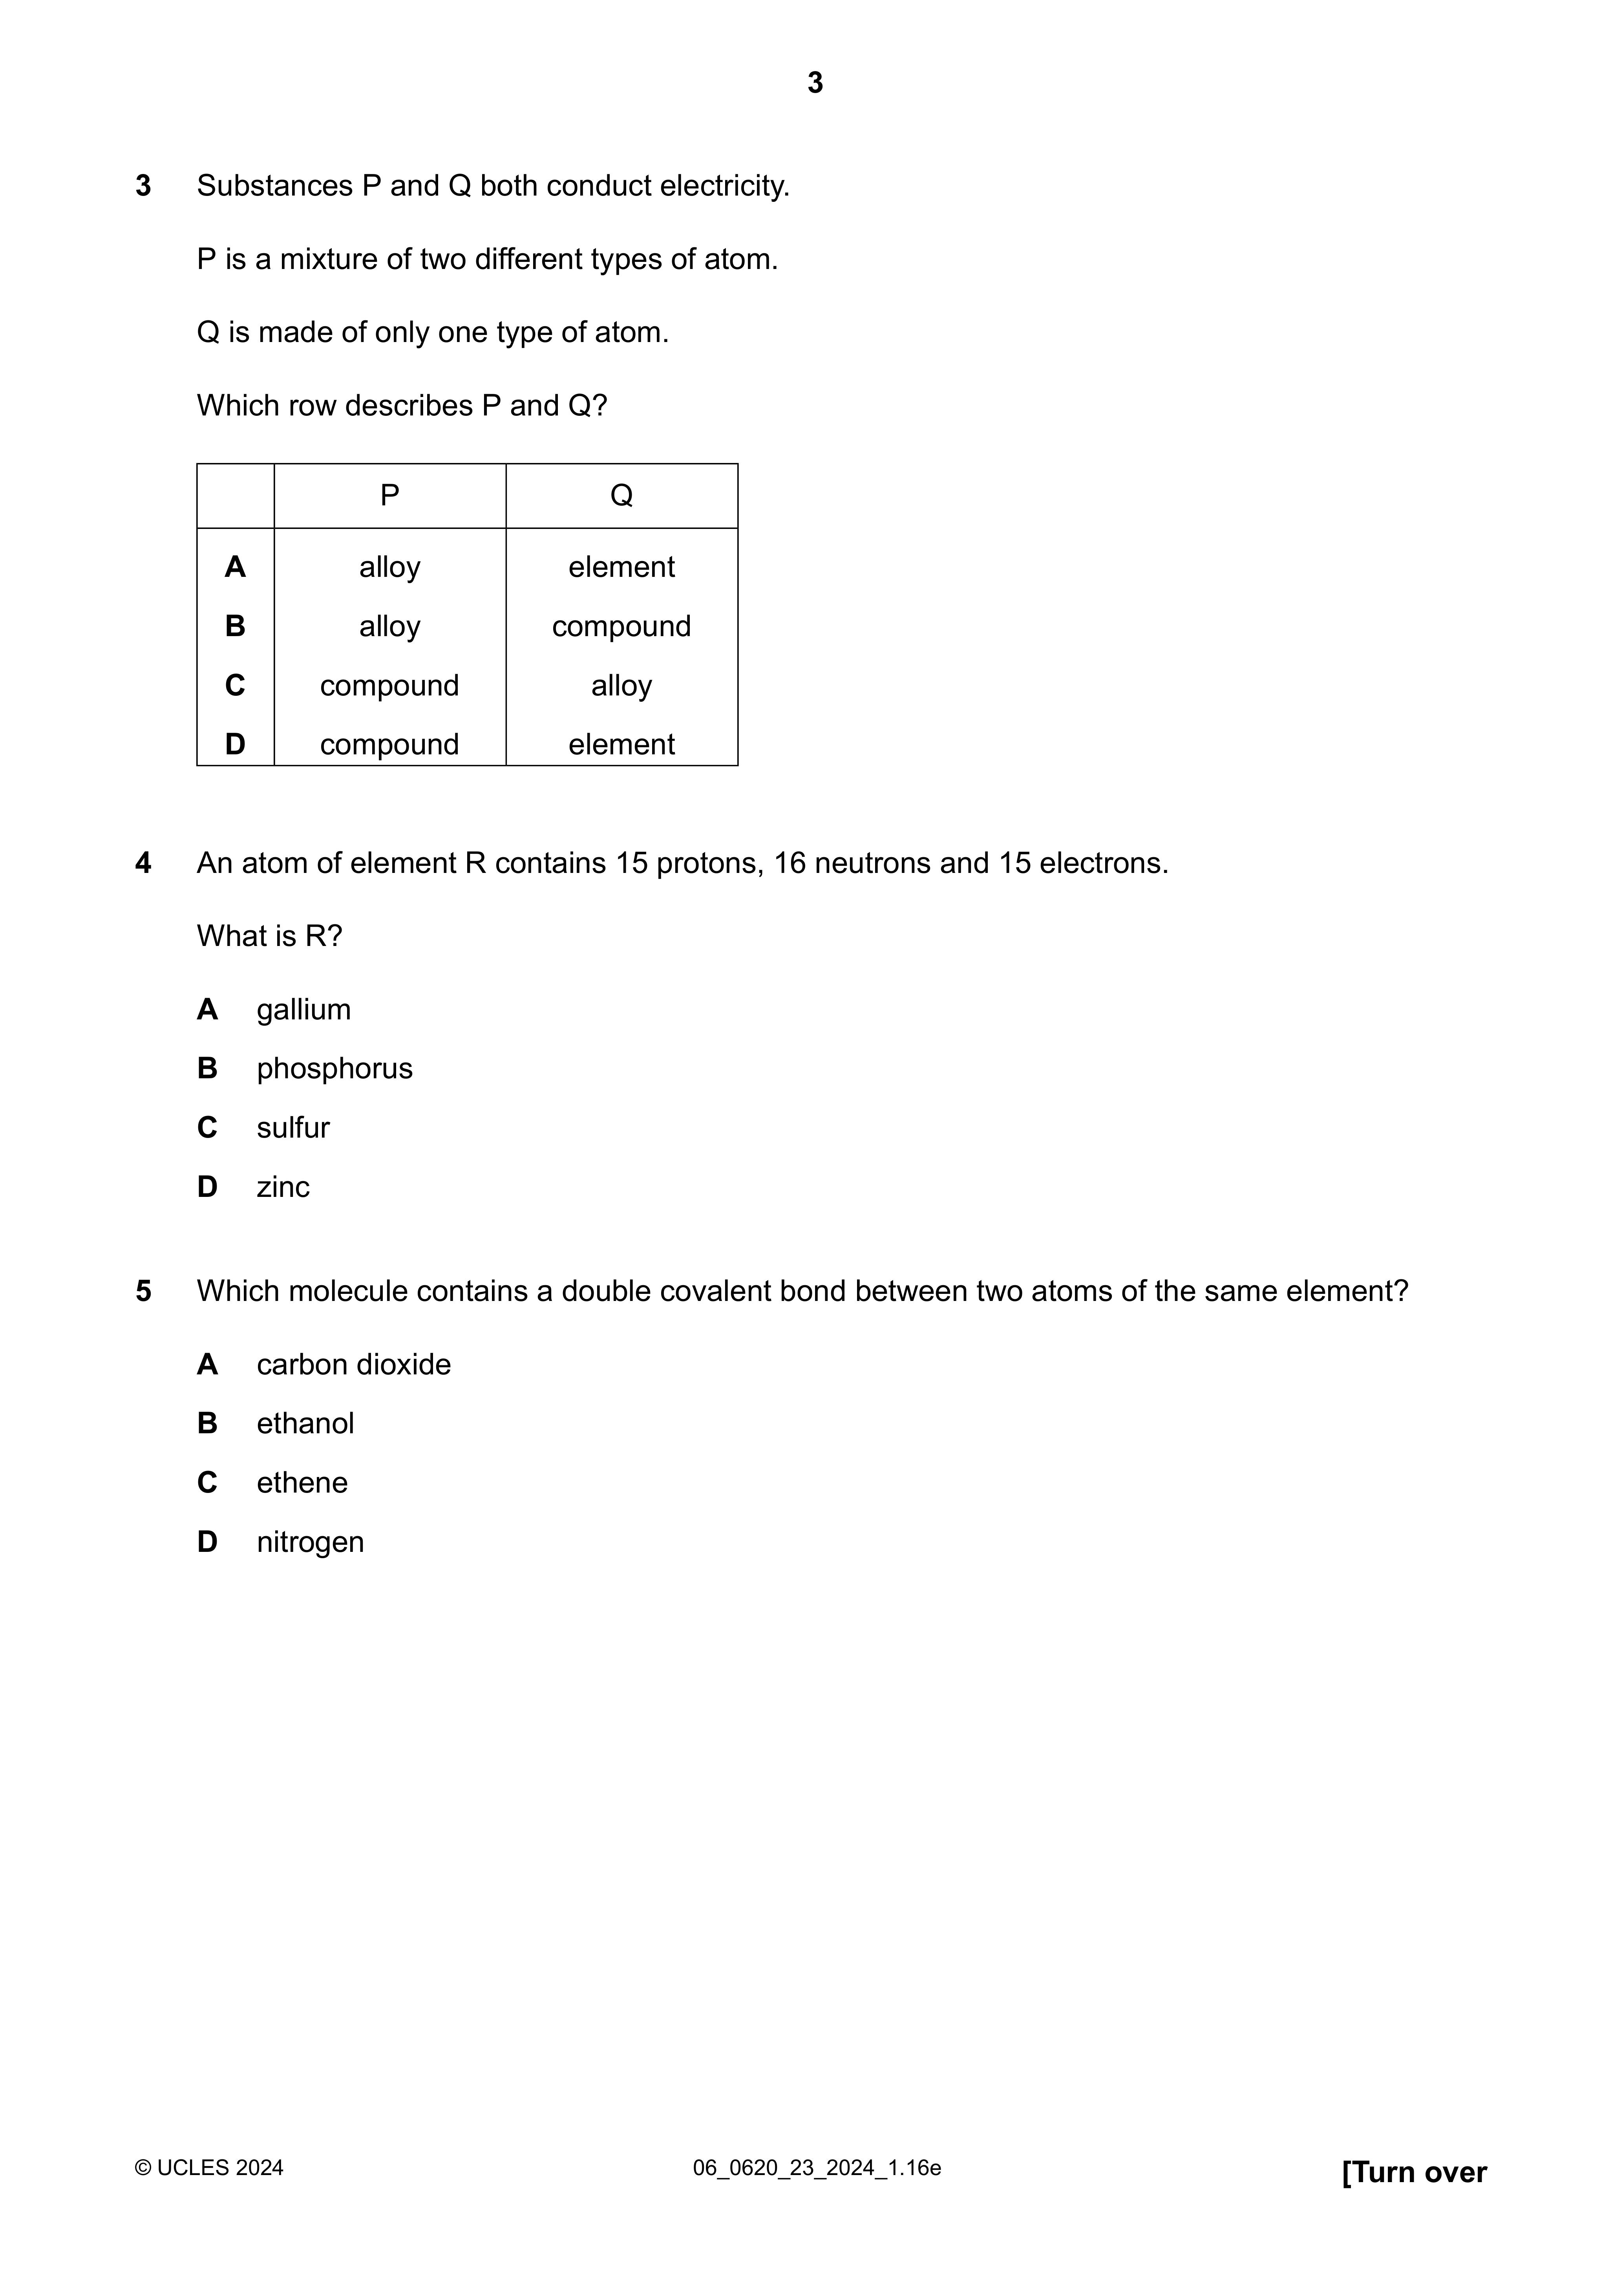 3
3 Substances P and Q both conduct electricity.
P is a mixture of two different types of atom.
Q is made of only one type of atom.
Which row describes P and Q?
P Q
A alloy element
B alloy compound
C compound alloy
D compound element
4 An atom of element R contains 15 protons, 16 neutrons and 15 electrons.
What is R?
A gallium
B phosphorus
C sulfur
D zinc
5 Which molecule contains a double covalent bond between two atoms of the same element?
A carbon dioxide
B ethanol
C ethene
D nitrogen
© UCLES 2024 06_0620_23_2024_1.16e [Turn over